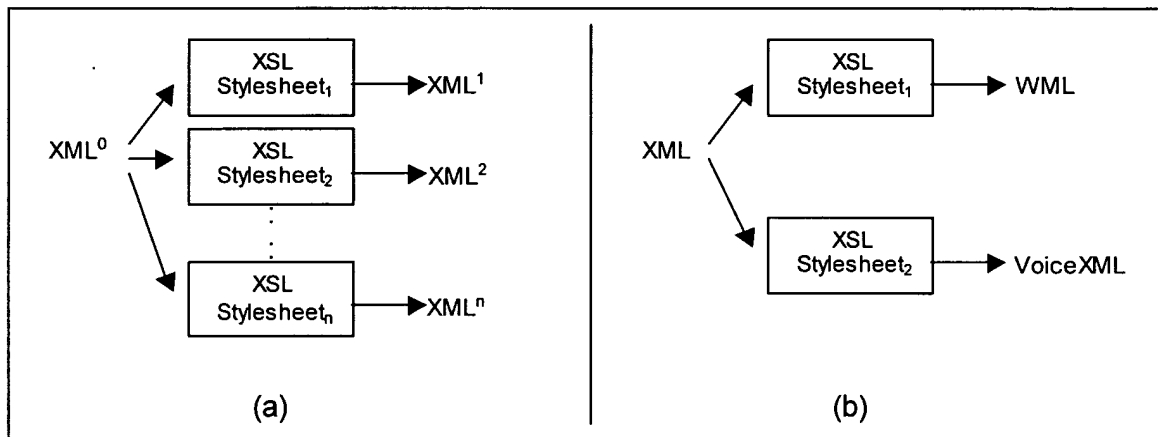 XSL
Stylesheet₁
XML¹
XML⁰
XSL
Stylesheet₂
XML²
XSL
Stylesheetₙ
XMLⁿ
(a)
XSL
Stylesheet₁
WML
XML
XSL
Stylesheet₂
VoiceXML
(b)